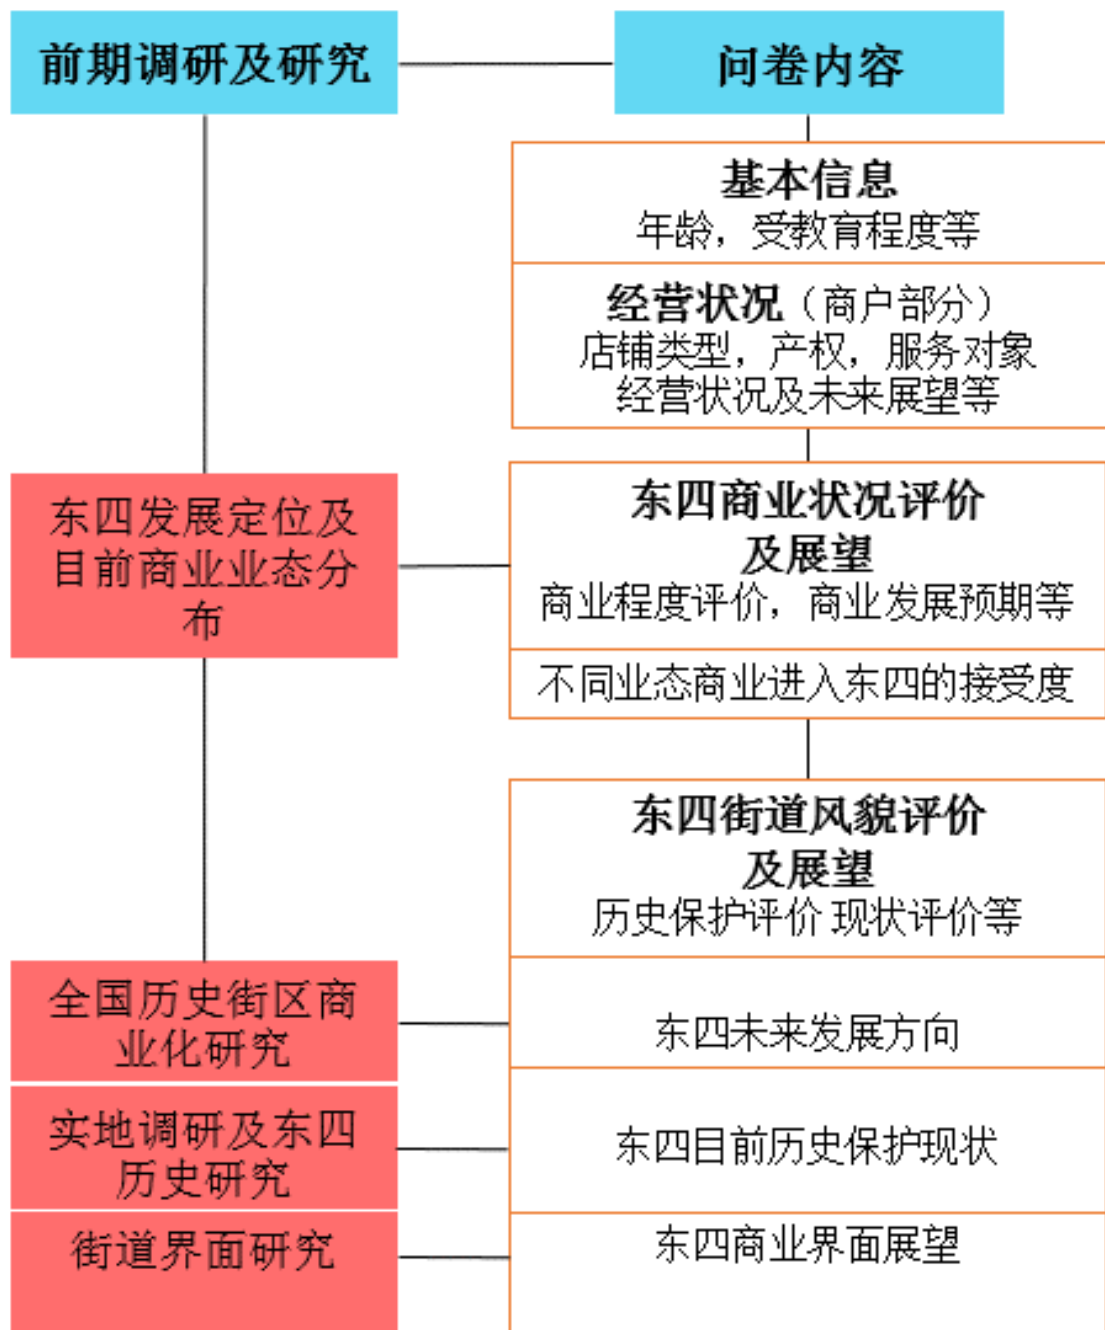 前期调研及研究
问卷内容
基本信息
年龄，受教育程度等
经营状况（商户部分）
店铺类型，产权，服务对象
经营状况及未来展望等
东四发展定位及
目前商业业态分
布
东四商业状况评价
及展望
商业程度评价，商业发展预期等
不同业态商业进入东四的接受度
东四街道风貌评价
及展望
历史保护评价 现状评价等
全国历史街区商
业化研究
东四未来发展方向
实地调研及东四
历史研究
东四目前历史保护现状
街道界面研究
东四商业界面展望